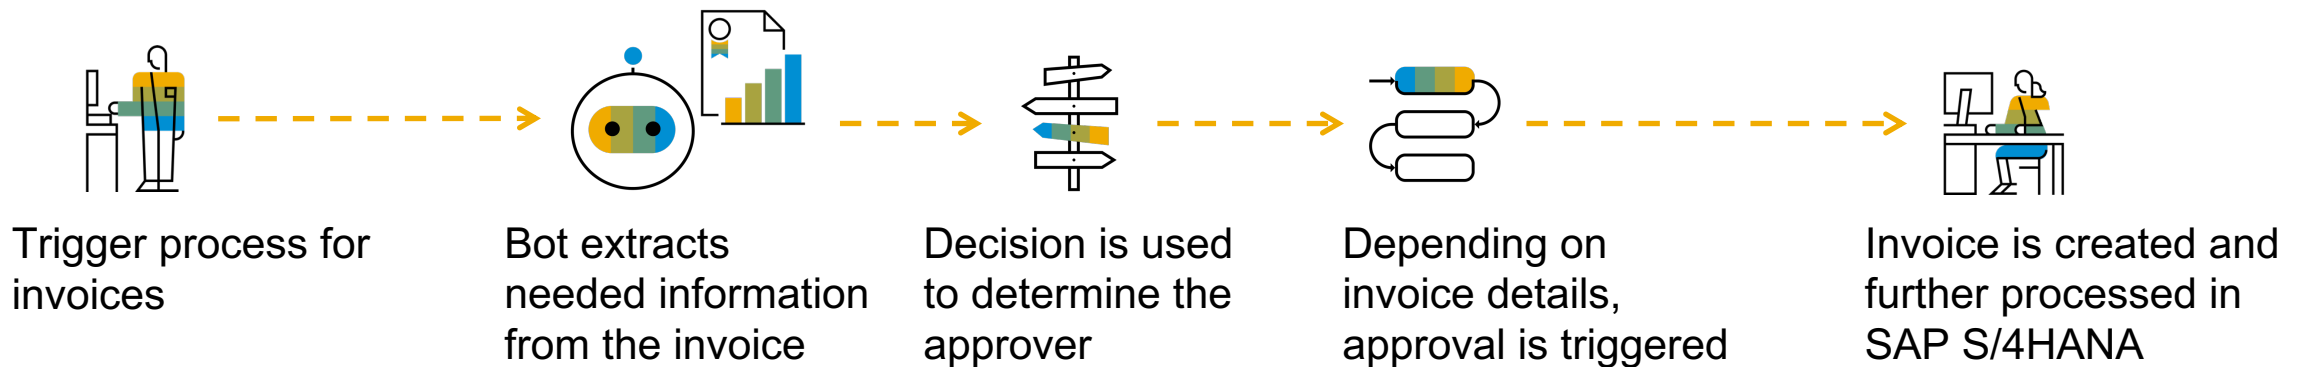 Trigger process for
invoices
Bot extracts
needed information
from the invoice
Decision is used
to determine the
approver
Depending on
invoice details,
approval is triggered
Invoice is created and
further processed in
SAP S/4HANA